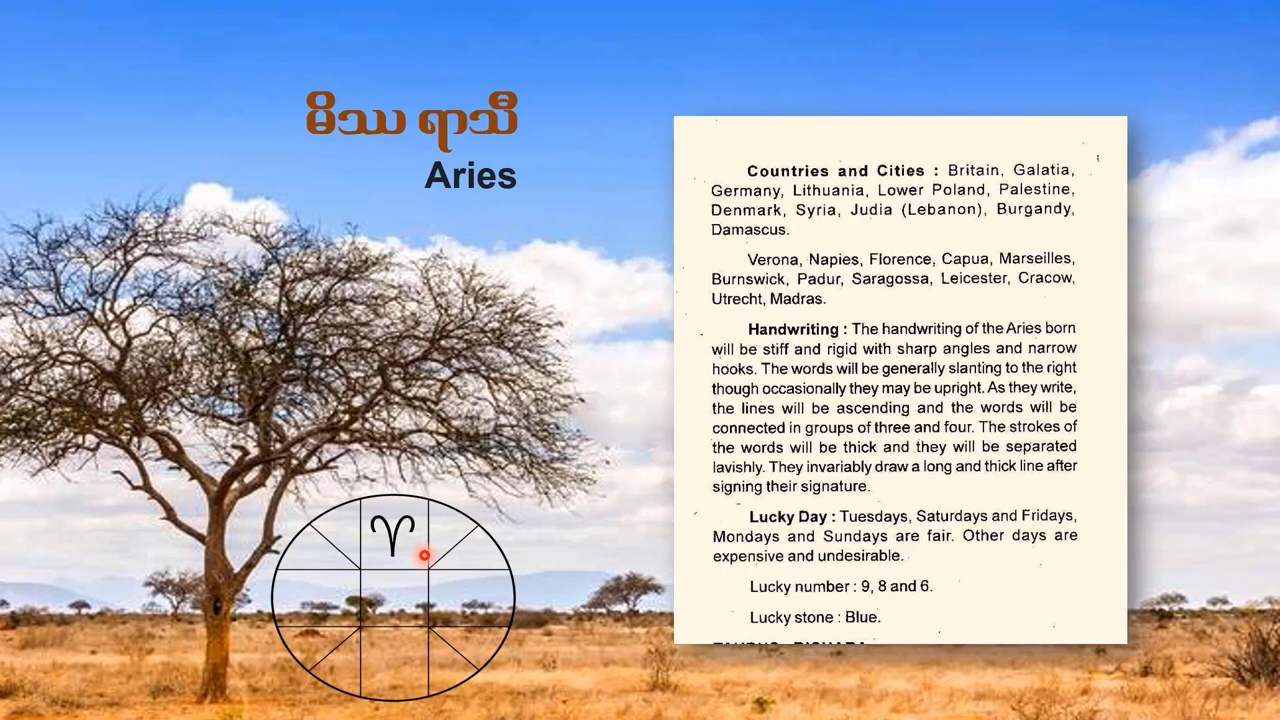 မိဿ ရာသီ
Aries
Countries and Cities : Britain, Galatia,
Germany, Lithuania, Lower Poland, Palestine,
Denmark, Syria, Judia (Lebanon), Burgandy,
Damascus.
Verona, Napies, Florence, Capua, Marseilles,
Burnswick, Padur, Saragossa, Leicester, Cracow,
Utrecht, Madras.
Handwriting : The handwriting of the Aries born
will be stiff and rigid with sharp angles and narrow
hooks. The words will be generally slanting to the right
though occasionally they may be upright. As they write,
the lines will be ascending and the words will be
connected in groups of three and four. The strokes of
the words will be thick and they will be separated
lavishly. They invariably draw a long and thick line after
signing their signature.
Lucky Day : Tuesdays, Saturdays and Fridays,
Mondays and Sundays are fair. Other days are
expensive and undesirable.
Lucky number : 9, 8 and 6.
Lucky stone : Blue.